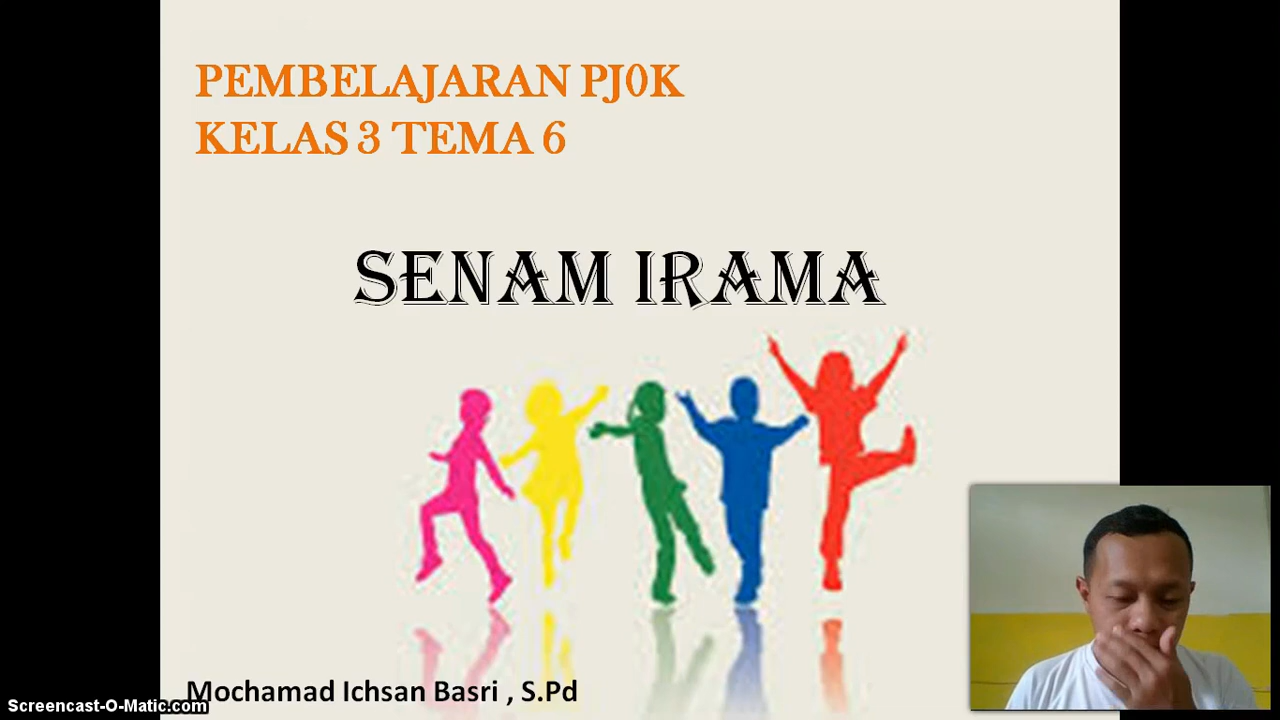 PEMBELAJARAN PJ0K
KELAS 3 TEMA 6
SENAM IRAMA
Mochamad Ichsan Basri , S.Pd
Screencast-O-Matic.com